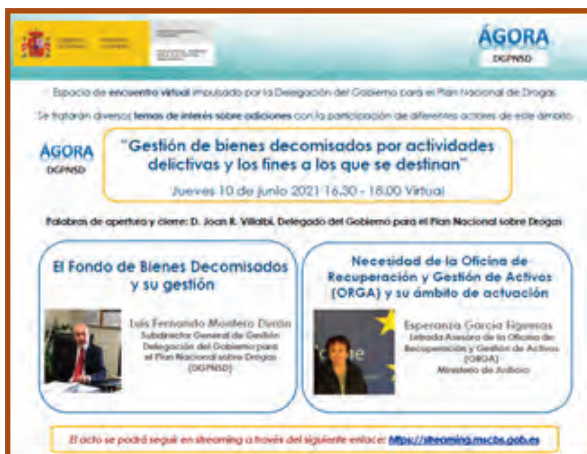 ÁGORA
DGPNSD
Espacio de encuentro virtual impulsado por la Delegación del Gobierno para el Plan Nacional de Drogas
Se tratarán diversos temas de interés sobre adiciones con la participación de diferentes actores de este ámbito
ÁGORA
DGPNSD
"Gestión de bienes decomisados por actividades
delictivas y los fines a los que se destinan"
Jueves 10 de junio 2021 16.30 - 18.00 Virtual
Palabras de apertura y cierre: D. Joan R. Villalbí, Delegado del Gobierno para el Plan Nacional sobre Drogas
El Fondo de Bienes Decomisados
y su gestión
Luis Fernando Montero
Subdirector General de Gestión
Delegación del Gobierno para
el Plan Nacional sobre Drogas
(DGPNSD)
Necesidad de la Oficina de
Recuperación y Gestión de Activos
(ORGA) y su ámbito de actuación
Esperanza García Figueras
Letrada Asesora de la Oficina de
Recuperación y Gestión de Activos
(ORGA)
Ministerio de Justicia
El acto se podrá seguir en streaming a través del siguiente enlace: https://streaming.mscbs.gob.es